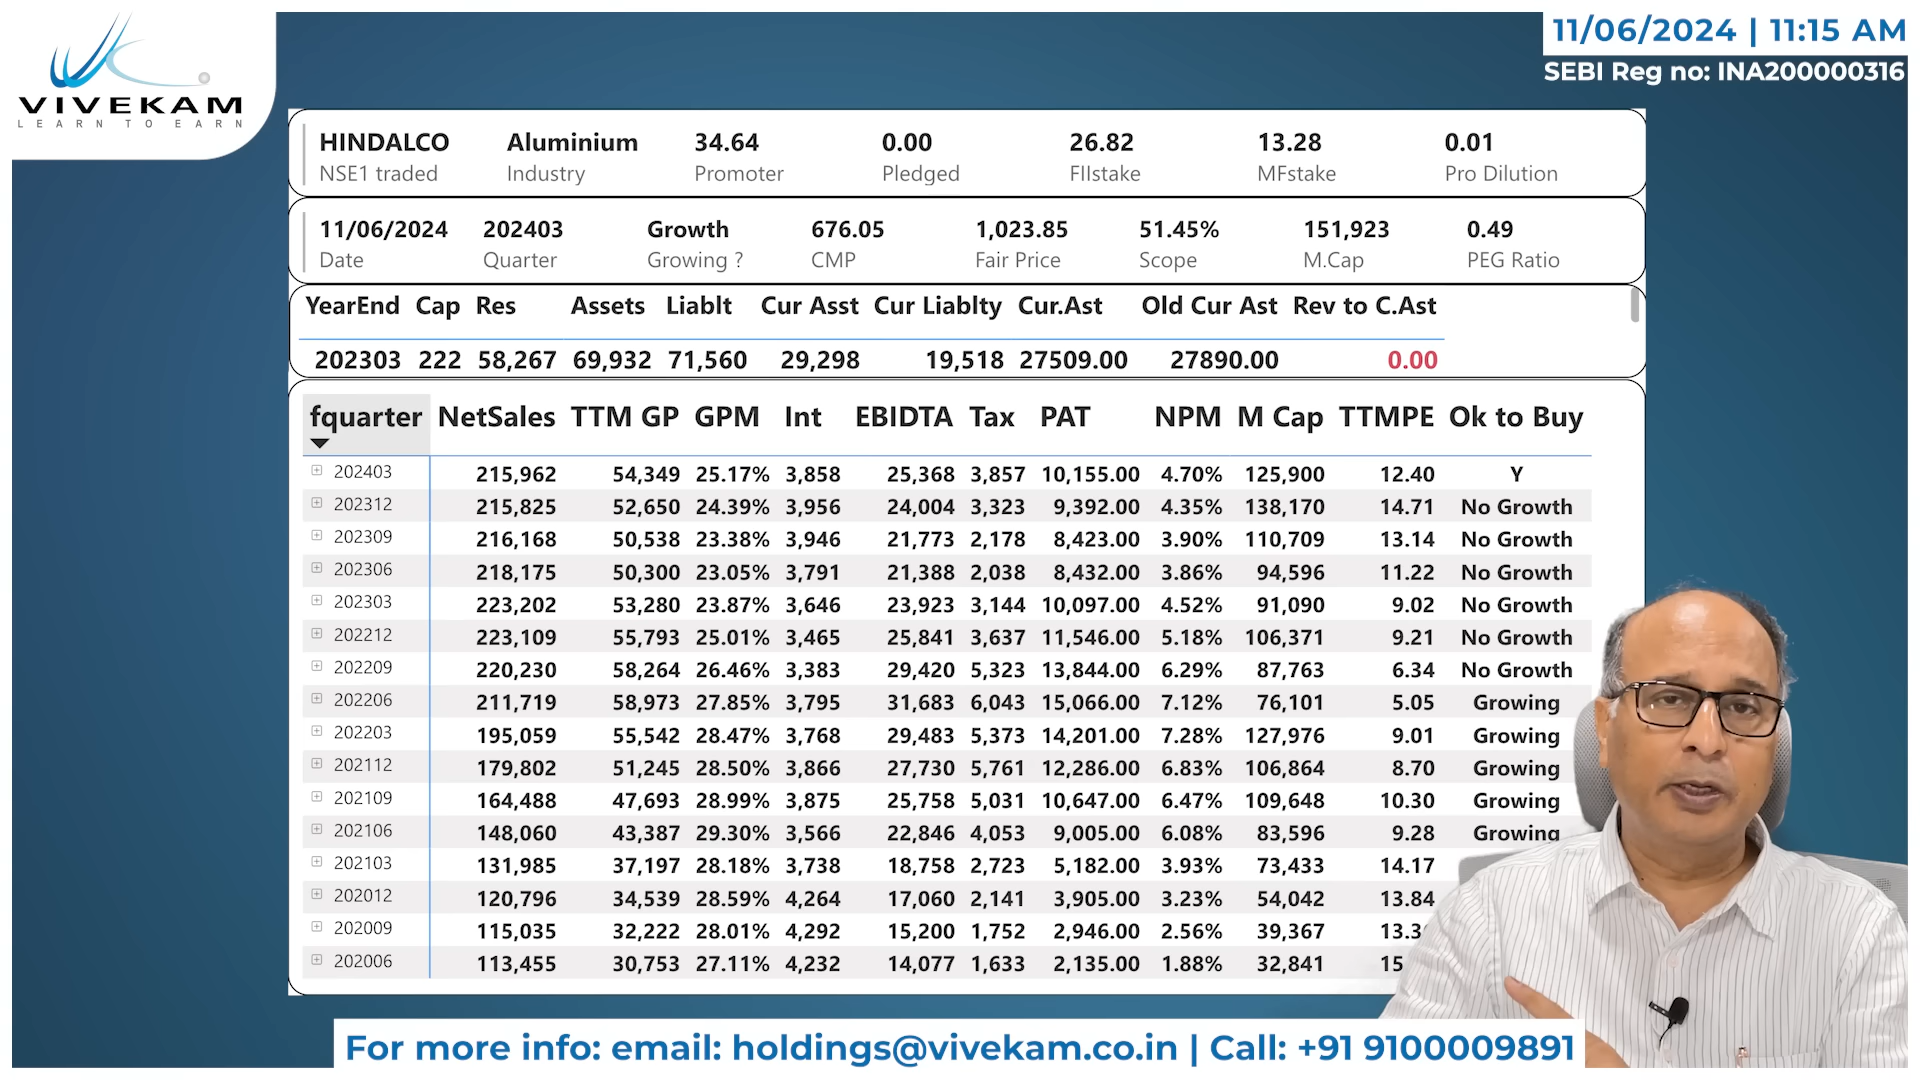 VIVEKAM
LEARN TO EARN
11/06/2024 | 11:15 AM
SEBI Reg no: INA200000316
HINDALCO Aluminium 34.64 0.00 26.82 13.28 0.01
NSE1 traded Industry Promoter Pledged FIIstake MFstake Pro Dilution
11/06/2024 202403 Growth 676.05 1,023.85 51.45% 151,923 0.49
Date Quarter Growing ? CMP Fair Price Scope M.Cap PEG Ratio
YearEnd Cap Res Assets Liablt Cur Asst Cur Liablty Cur.Ast Old Cur Ast Rev to C.Ast
202303 222 58,267 69,932 71,560 29,298 19,518 27509.00 27890.00 0.00
fquarter NetSales TTM GP GPM Int EBIDTA Tax PAT NPM M Cap TTMPE Ok to Buy
202403 215,962 54,349 25.17% 3,858 25,368 3,857 10,155.00 4.70% 125,900 12.40 Y
202312 215,825 52,650 24.39% 3,956 24,004 3,323 9,392.00 4.35% 138,170 14.71 No Growth
202309 216,168 50,538 23.38% 3,946 21,773 2,178 8,423.00 3.90% 110,709 13.14 No Growth
202306 218,175 50,300 23.05% 3,791 21,388 2,038 8,432.00 3.86% 94,596 11.22 No Growth
202303 223,202 53,280 23.87% 3,646 23,923 3,144 10,097.00 4.52% 91,090 9.02 No Growth
202212 223,109 55,793 25.01% 3,465 25,841 3,637 11,546.00 5.18% 106,371 9.21 No Growth
202209 220,230 58,264 26.46% 3,383 29,420 5,323 13,844.00 6.29% 87,763 6.34 No Growth
202206 211,719 58,973 27.85% 3,795 31,683 6,043 15,066.00 7.12% 76,101 5.05 Growing
202203 195,059 55,542 28.47% 3,768 29,483 5,373 14,201.00 7.28% 127,976 9.01 Growing
202112 179,802 51,245 28.50% 3,866 27,730 5,761 12,286.00 6.83% 106,864 8.70 Growing
202109 164,488 47,693 28.99% 3,875 25,758 5,031 10,647.00 6.47% 109,648 10.30 Growing
202106 148,060 43,387 29.30% 3,566 22,846 4,053 9,005.00 6.08% 83,596 9.28 Growing
202103 131,985 37,197 28.18% 3,738 18,758 2,723 5,182.00 3.93% 73,433 14.17
202012 120,796 34,539 28.59% 4,264 17,060 2,141 3,905.00 3.23% 54,042 13.84
202009 115,035 32,222 28.01% 4,292 15,200 1,752 2,946.00 2.56% 39,367
202006 113,455 30,753 27.11% 4,232 14,077 1,633 2,135.00 1.88% 32,841
For more info: email: holdings@vivekam.co.in | Call: +91 9100009891